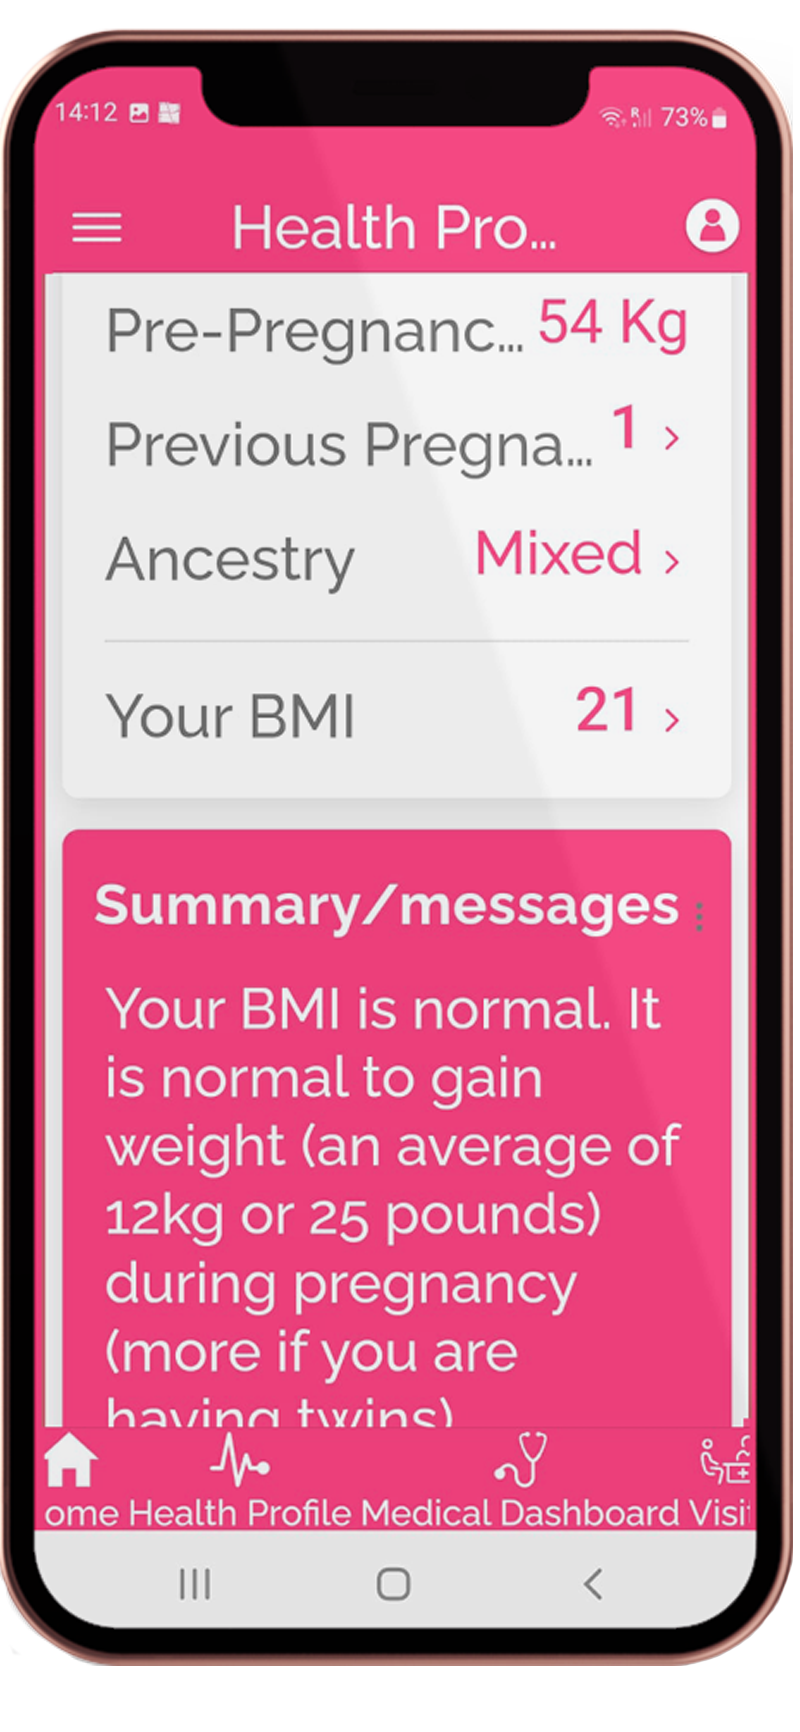 14:12 73%
Health Pro...
Pre-Pregnanc... 54 Kg
Previous Pregna... 1 >
Ancestry Mixed >
Your BMI 21 >
Summary/messages
Your BMI is normal. It
is normal to gain
weight (an average of
12kg or 25 pounds)
during pregnancy
(more if you are
having twins)
ome Health Profile Medical Dashboard Visi